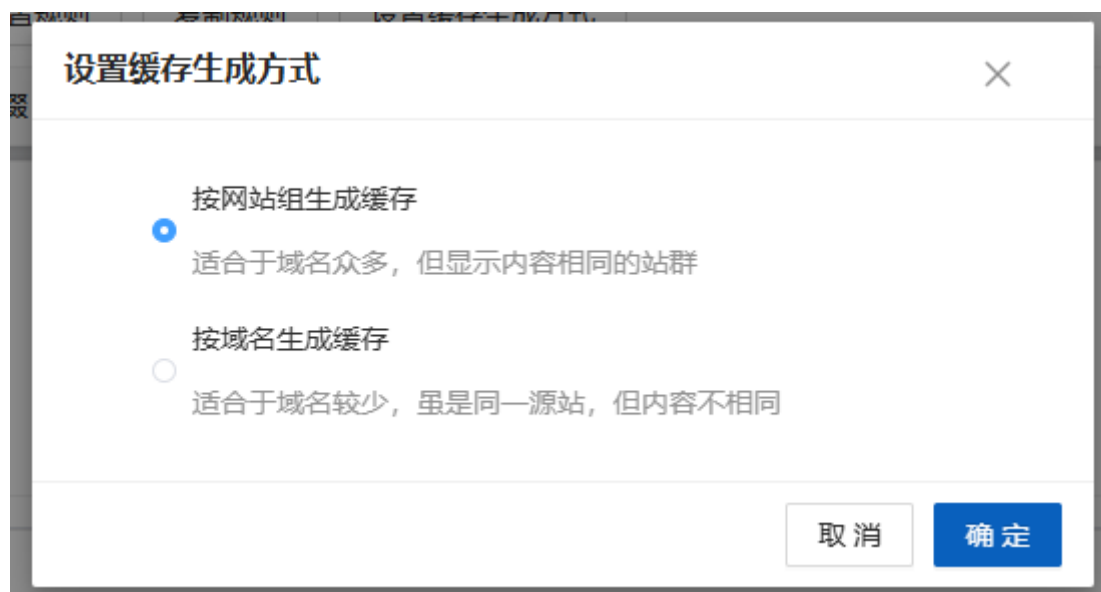 设置缓存生成方式
按网站组生成缓存
适合于域名众多，但显示内容相同的站群
按域名生成缓存
适合于域名较少，虽是同一源站，但内容不相同
取消
确定